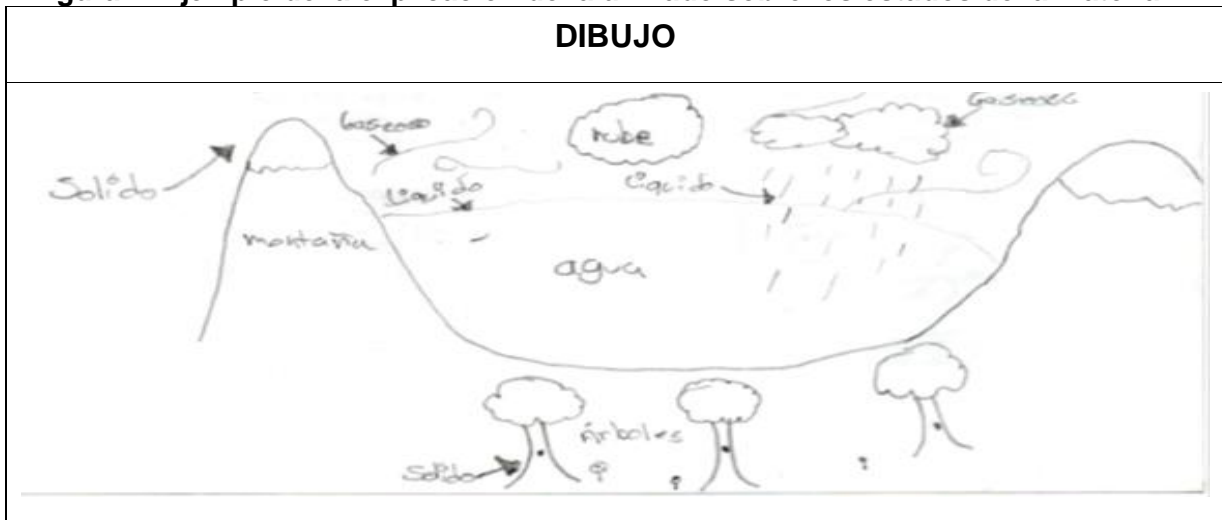 DIBUJO
Gaseoso
nube
Gaseoso
Solido
Liquido
Liquido
montaña
agua
Árboles
Solido